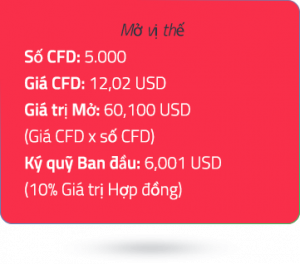 Mở vị thế
Số CFD: 5.000
Giá CFD: 12,02 USD
Giá trị Mở: 60,100 USD
(Giá CFD x số CFD)
Ký quỹ Ban đầu: 6,001 USD
(10% Giá trị Hợp đồng)